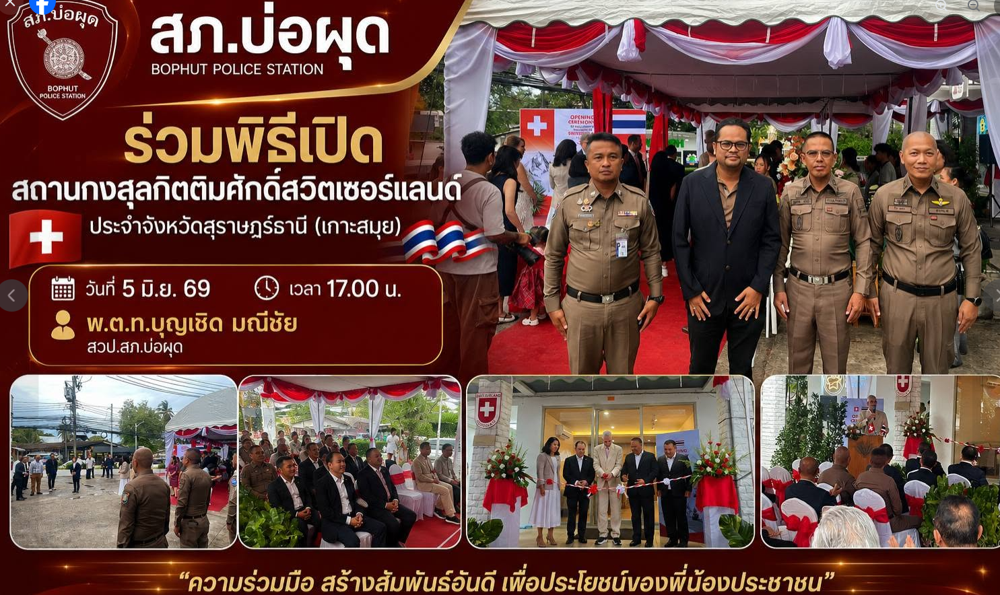 สภ.บ่อผุด
BOPHUT
POLICE STATION
สภ.บ่อผุด
BOPHUT POLICE STATION
ร่วมพิธีเปิด
สถานกงสุลกิตติมศักดิ์สวิตเซอร์แลนด์
ประจำจังหวัดสุราษฎร์ธานี (เกาะสมุย)
วันที่ 5 มิ.ย. 69
เวลา 17.00 น.
พ.ต.ท.บุญเชิด มณีชัย
สวป.สภ.บ่อผุด
OPENING
CEREMONY
“ความร่วมมือ สร้างสัมพันธ์อันดี เพื่อประโยชน์ของพี่น้องประชาชน”